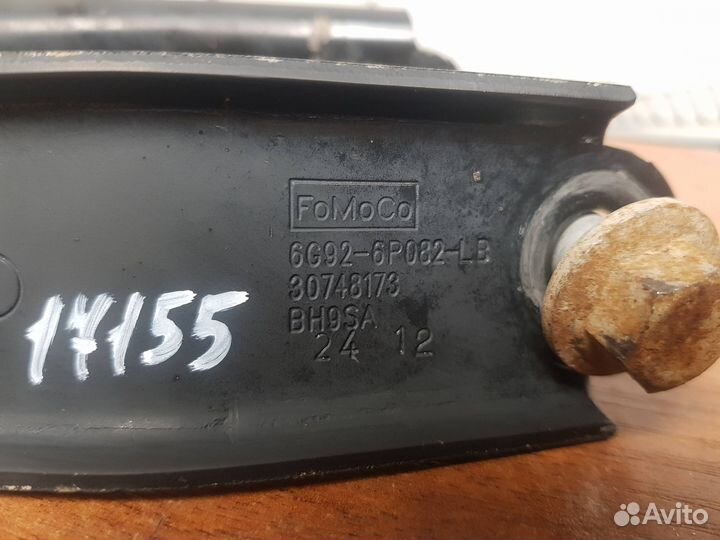 FoMoCo
6G92-6P082-LB
30748173
BH9SA
24 12
17155
Avito